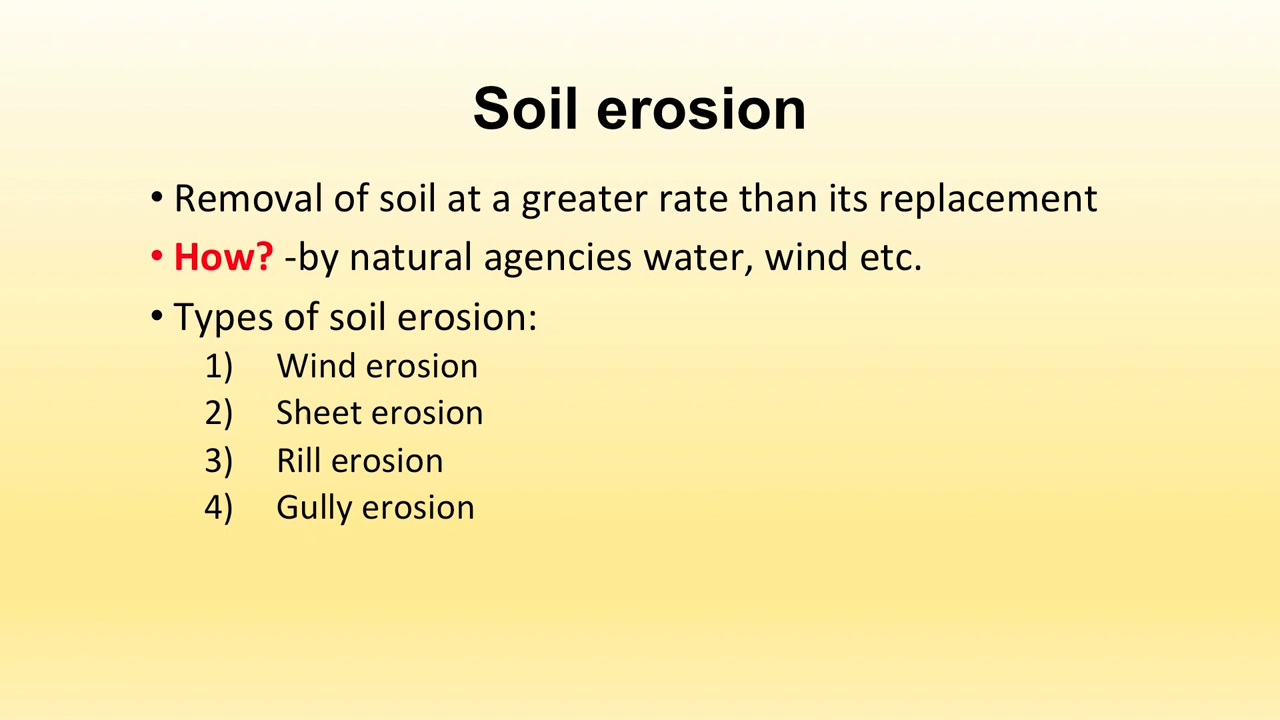 Soil erosion
• Removal of soil at a greater rate than its replacement
• How? -by natural agencies water, wind etc.
• Types of soil erosion:
1) Wind erosion
2) Sheet erosion
3) Rill erosion
4) Gully erosion